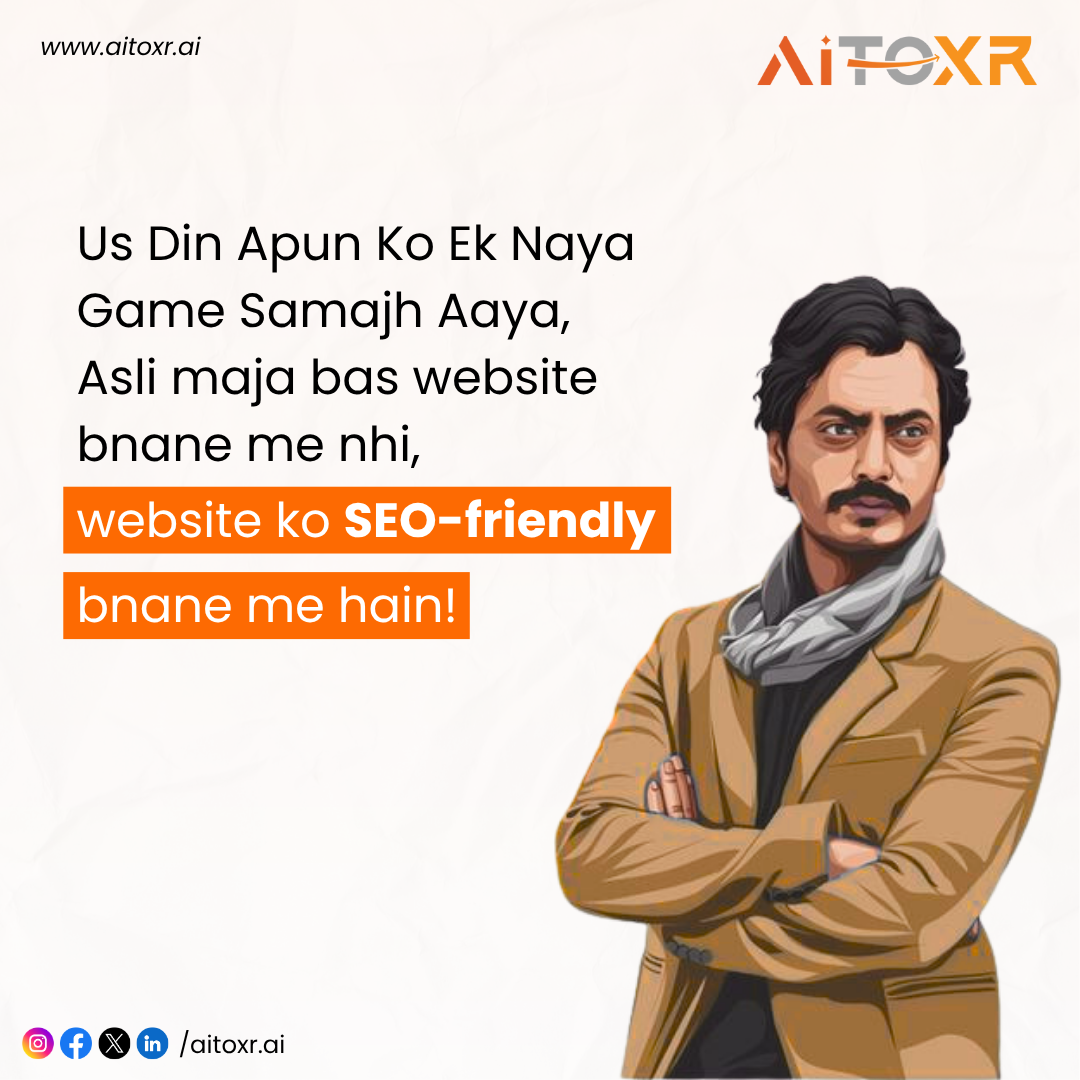 www.aitoxr.ai
AiTOXR
Us Din Apun Ko Ek Naya
Game Samajh Aaya,
Asli maja bas website
bnane me nhi,
website ko SEO-friendly
bnane me hain!
/aitoxr.ai